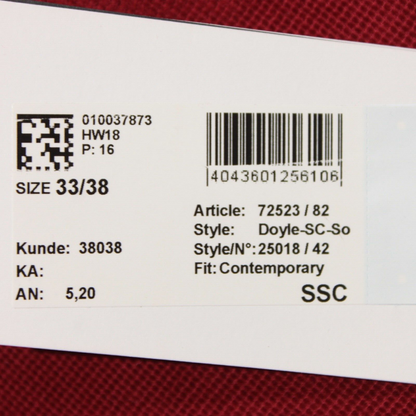 010037873
HW18
P: 16
SIZE 33/38
4043601256106
Article: 72523 / 82
Style: Doyle-SC-So
Style/N°: 25018 / 42
Fit: Contemporary
Kunde: 38038
KA:
AN: 5,20
SSC